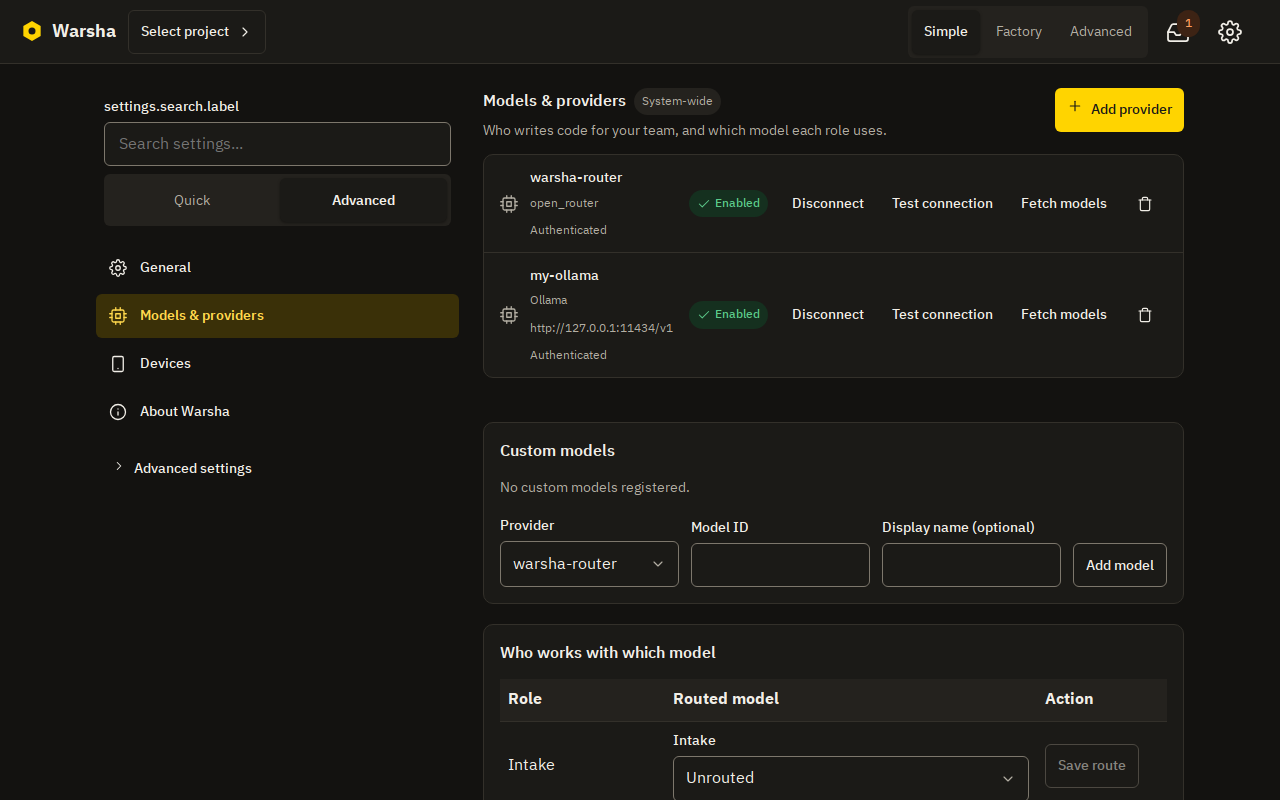 Warsha
Select project
Simple
Factory
Advanced
1
settings.search.label
Search settings...
Quick
Advanced
General
Models & providers
Devices
About Warsha
Advanced settings
Models & providers
System-wide
Who writes code for your team, and which model each role uses.
Add provider
warsha-router
open_router
Authenticated
Enabled
Disconnect
Test connection
Fetch models
my-ollama
Ollama
http://127.0.0.1:11434/v1
Authenticated
Enabled
Disconnect
Test connection
Fetch models
Custom models
No custom models registered.
Provider
Model ID
Display name (optional)
warsha-router
Add model
Who works with which model
Role
Routed model
Action
Intake
Intake
Unrouted
Save route